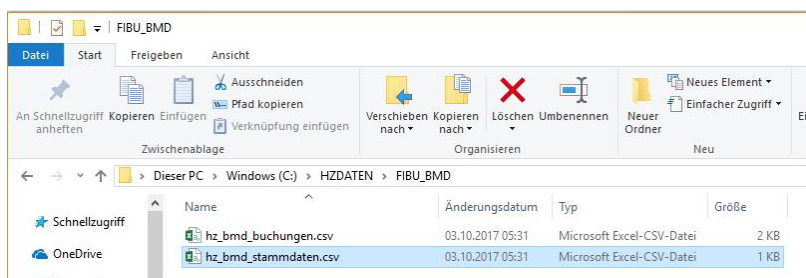 FIBU_BMD
Datei Start Freigeben Ansicht
An Schnellzugriff anheften
Kopieren
Einfügen
Ausschneiden
Pfad kopieren
Verknüpfung einfügen
Zwischenablage
Verschieben nach
Kopieren nach
Löschen
Umbenennen
Organisieren
Neuer Ordner
Neues Element
Einfacher Zugriff
Neu
Dieser PC > Windows (C:) > HZDATEN > FIBU_BMD
Schnellzugriff
OneDrive
Name Änderungsdatum Typ Größe
hz_bmd_buchungen.csv 03.10.2017 05:31 Microsoft Excel-CSV-Datei 2 KB
hz_bmd_stammdaten.csv 03.10.2017 05:31 Microsoft Excel-CSV-Datei 1 KB